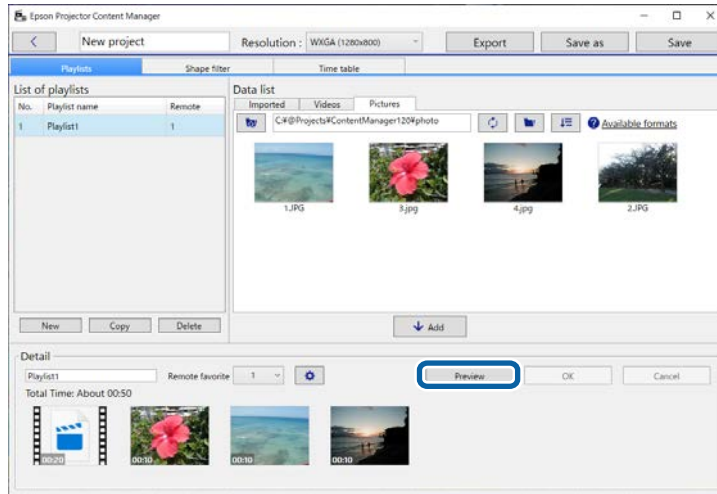 Epson Projector Content Manager
New project
Resolution : WXGA (1280x800)
Export
Save as
Save
Playlists
Shape filter
Time table
List of playlists
No. Playlist name Remote
1 Playlist1 1
New
Copy
Delete
Data list
Imported
Videos
Pictures
C:¥@Projects¥ContentManager120¥photo
Available formats
1.JPG
3.jpg
4.jpg
2.JPG
Add
Detail
Playlist1
Remote favorite 1
Preview
OK
Cancel
Total Time: About 00:50
00:20
00:10
00:10
00:10